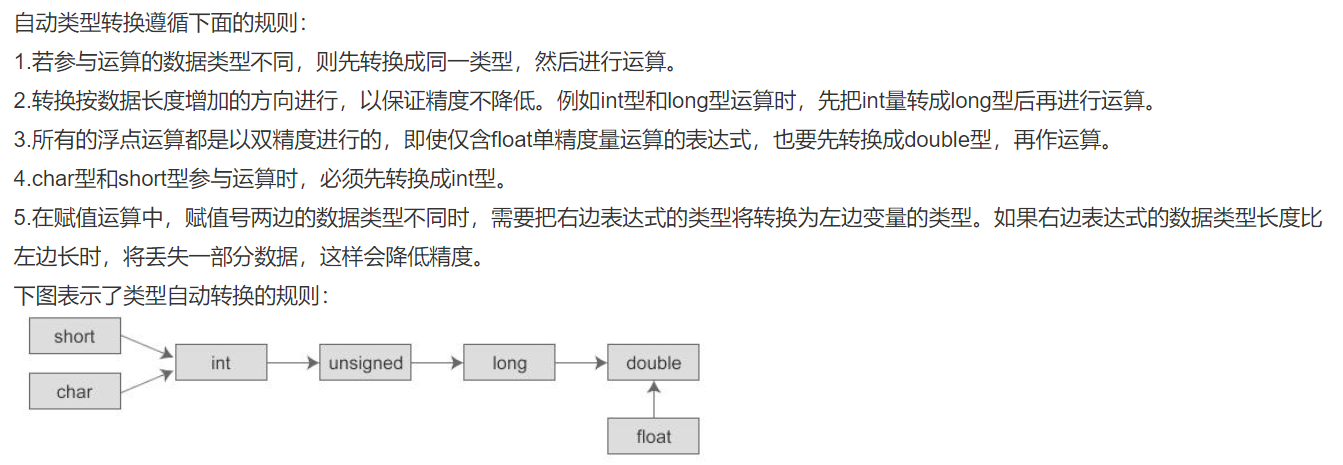 自动类型转换遵循下面的规则：
1.若参与运算的数据类型不同，则先转换成同一类型，然后进行运算。
2.转换按数据长度增加的方向进行，以保证精度不降低。例如int型和long型运算时，先把int量转成long型后再进行运算。
3.所有的浮点运算都是以双精度进行的，即使仅含float单精度量运算的表达式，也要先转换成double型，再作运算。
4.char型和short型参与运算时，必须先转换成int型。
5.在赋值运算中，赋值号两边的数据类型不同时，需要把右边表达式的类型将转换为左边变量的类型。如果右边表达式的数据类型长度比
左边长时，将丢失一部分数据，这样会降低精度。
下图表示了类型自动转换的规则：
short
int
unsigned
long
double
char
float